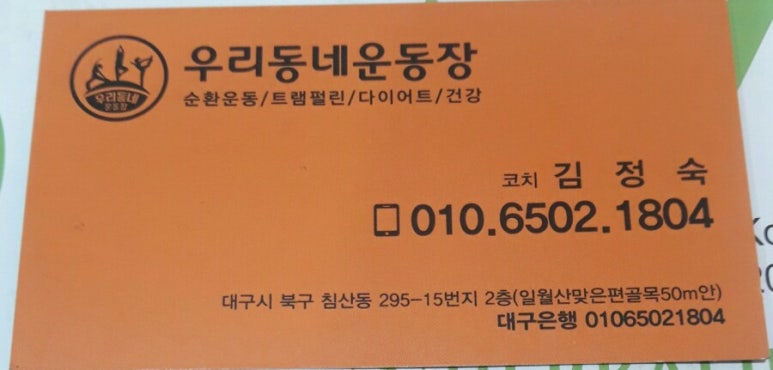 우리동네
운동장
우리동네운동장
순환운동/트램펄린/다이어트/건강
코치 김 정 숙
010.6502.1804
대구시 북구 침산동 295-15번지 2층(일월산맞은편골목50m안)
대구은행 01065021804